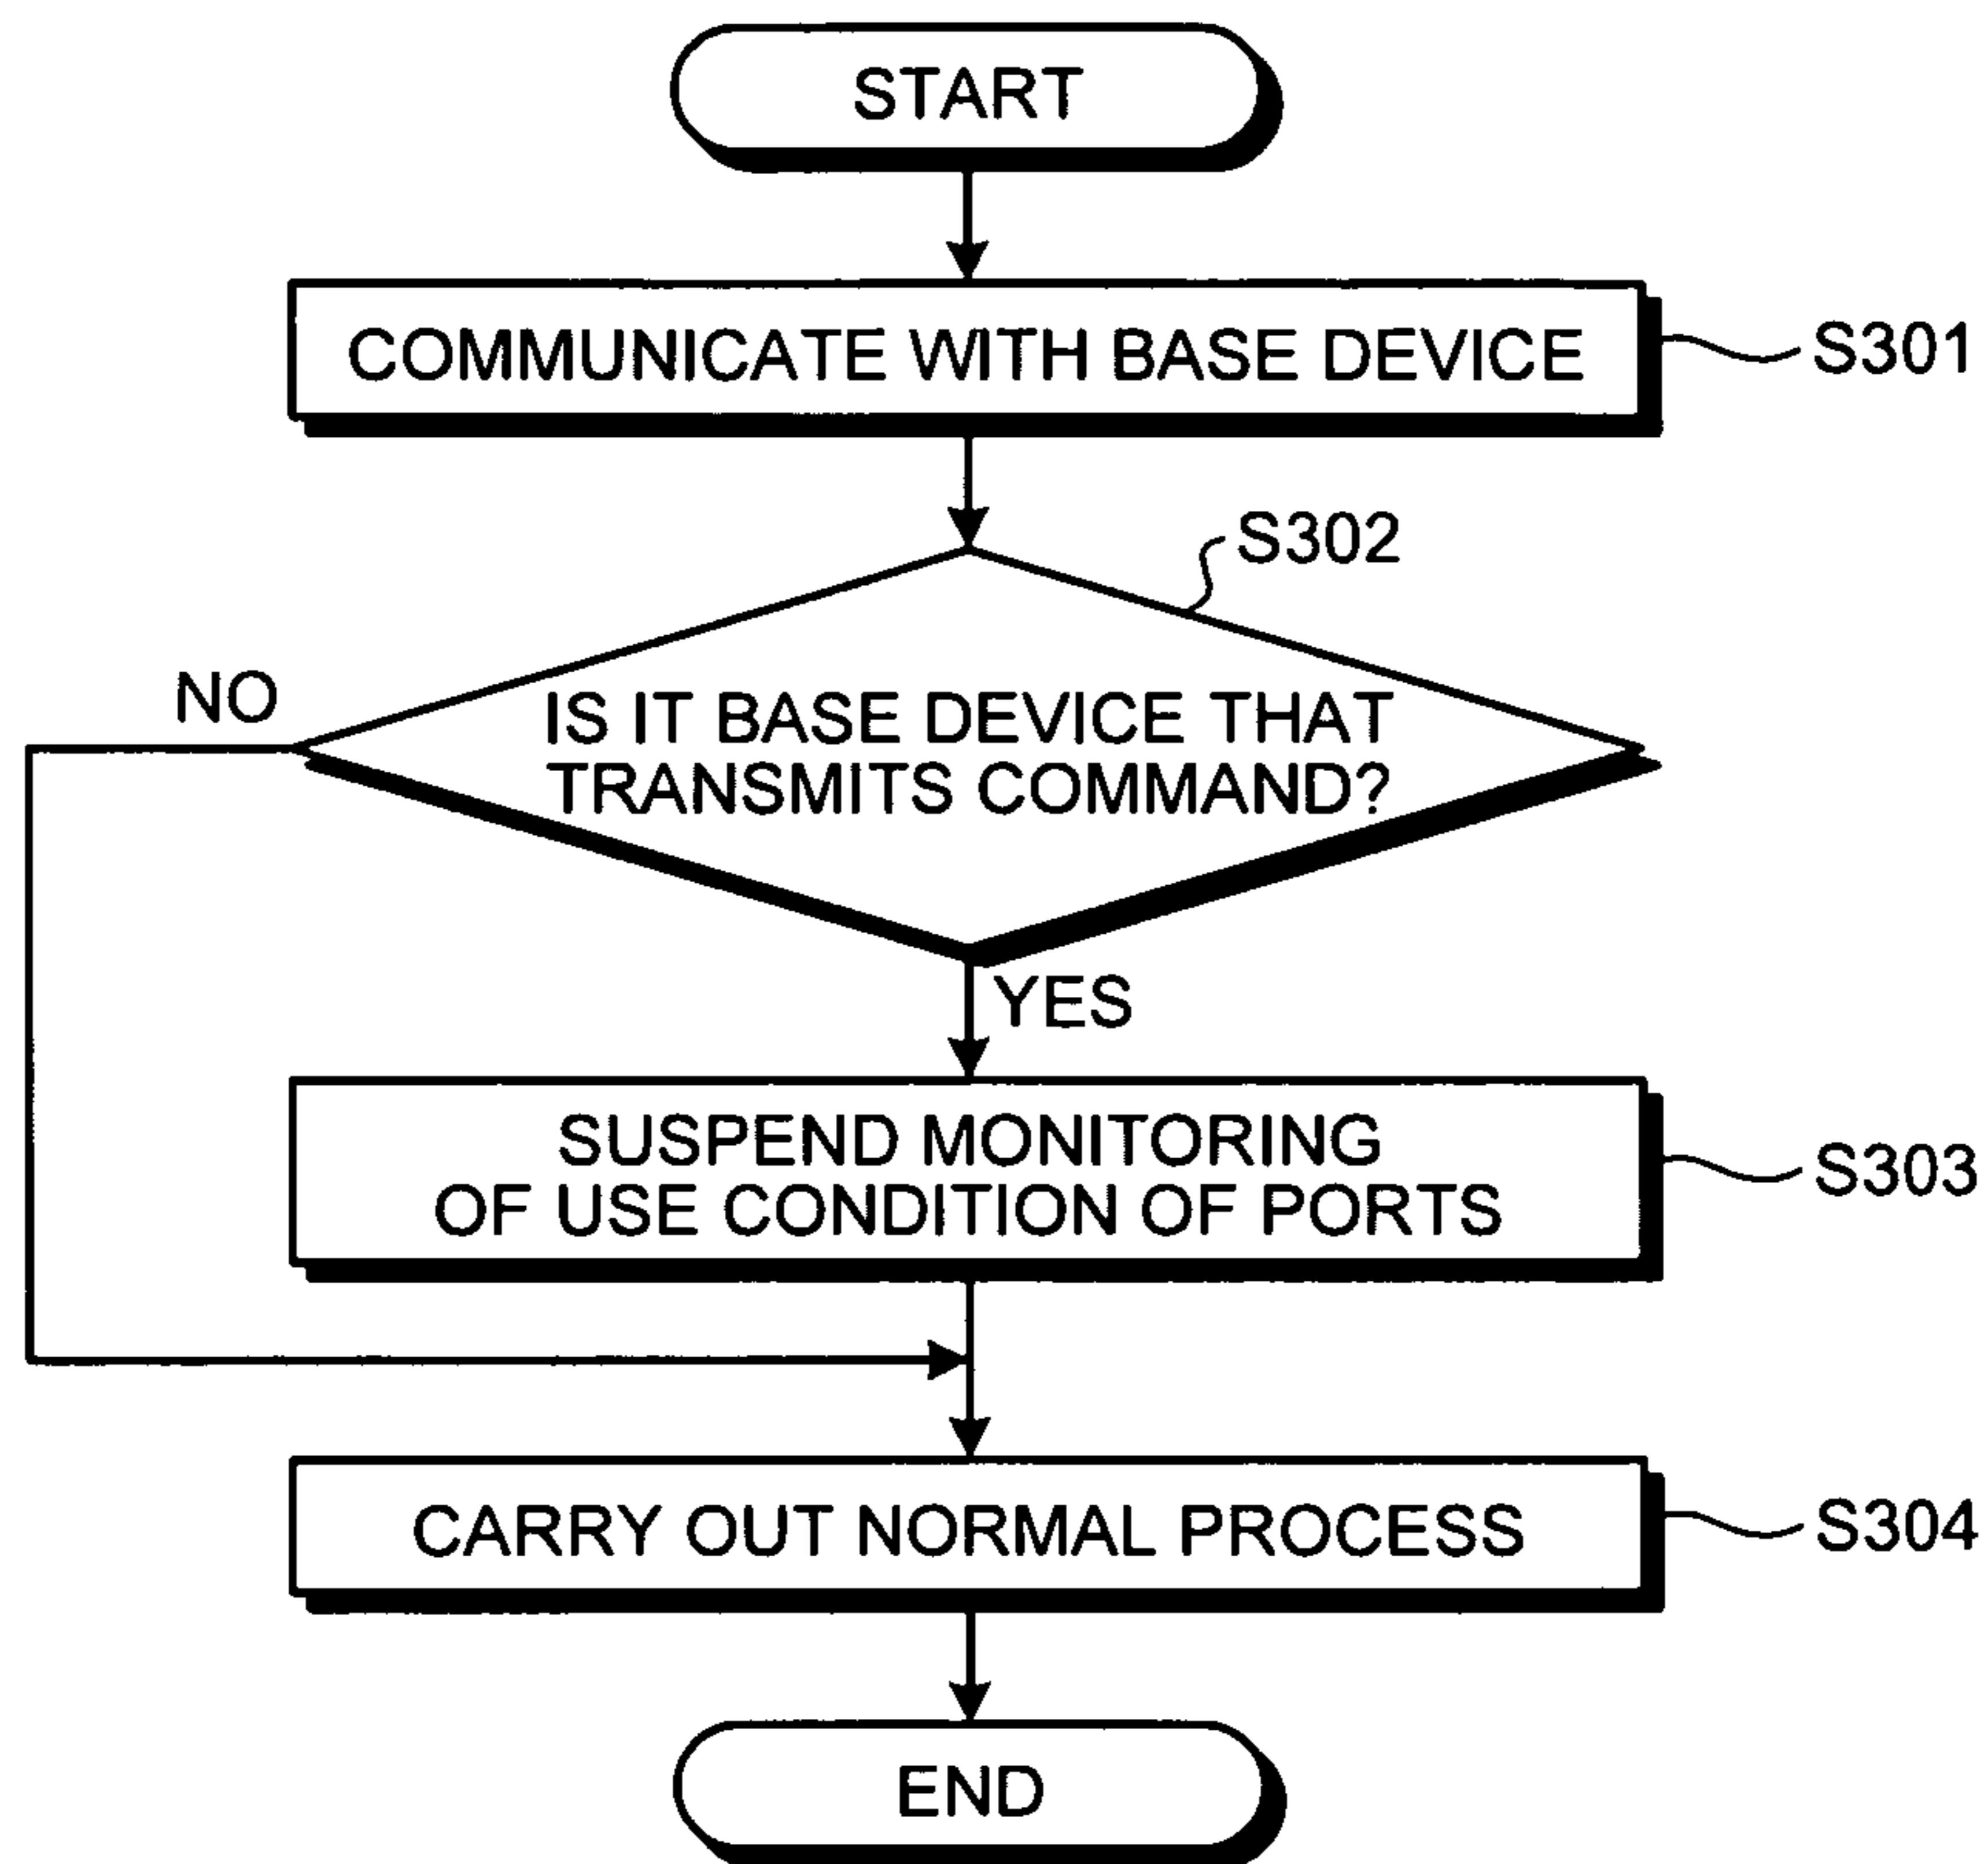 START
COMMUNICATE WITH BASE DEVICE
S301
S302
NO
IS IT BASE DEVICE THAT
TRANSMITS COMMAND?
YES
SUSPEND MONITORING
OF USE CONDITION OF PORTS
S303
CARRY OUT NORMAL PROCESS
S304
END